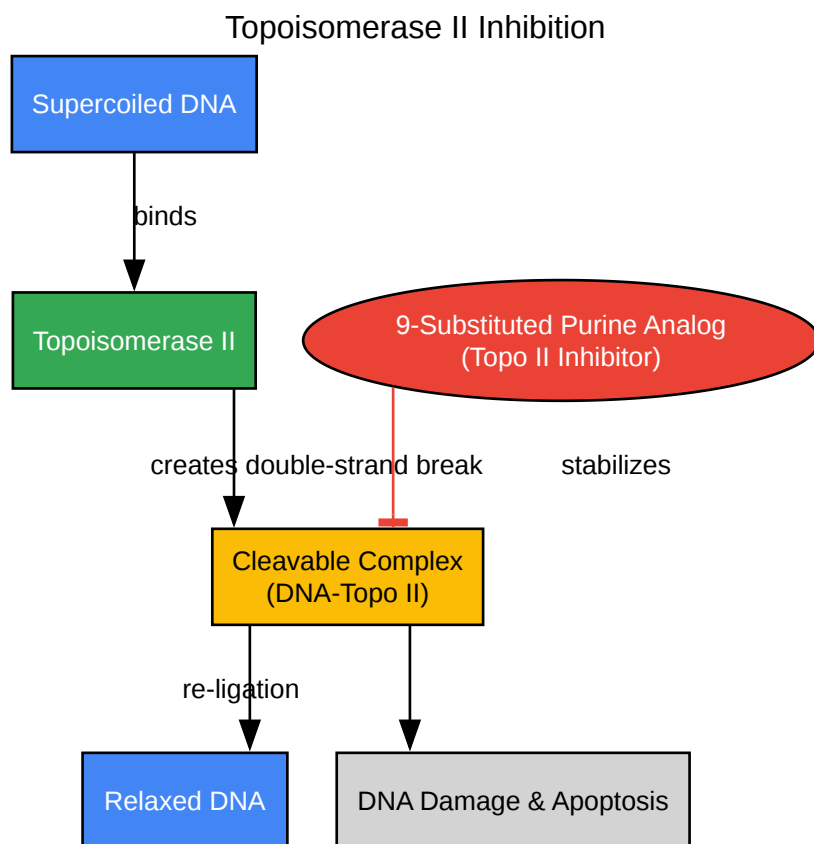 Topoisomerase II Inhibition
Supercoiled DNA
binds
Topoisomerase II
9-Substituted Purine Analog
(Topo II Inhibitor)
creates double-strand break
stabilizes
Cleavable Complex
(DNA-Topo II)
re-ligation
Relaxed DNA
DNA Damage & Apoptosis